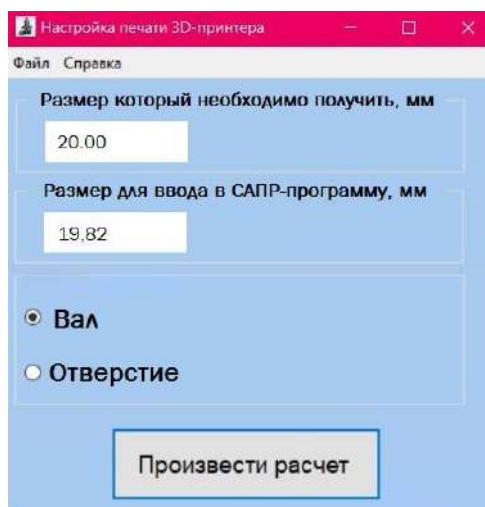 Настройка печати 3D-принтера
Файл Справка
Размер который необходимо получить, мм
20.00
Размер для ввода в САПР-программу, мм
19,82
Вал
Отверстие
Произвести расчет